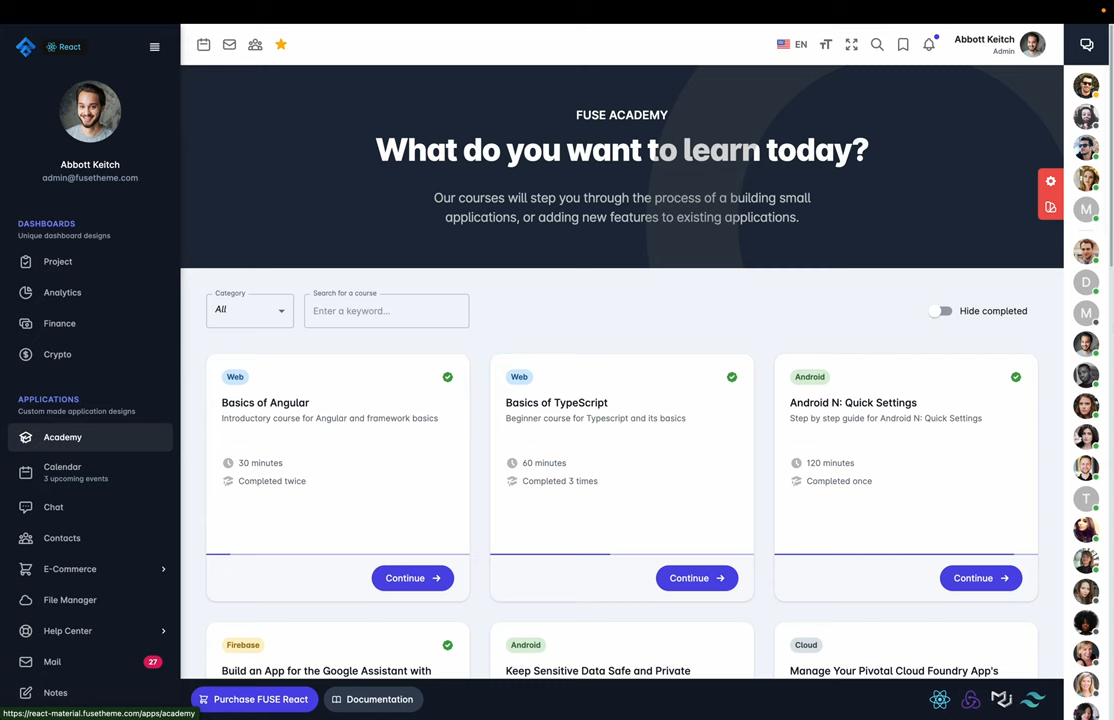 React
Abbott Keitch
admin@fusetheme.com
DASHBOARDS
Unique dashboard designs
Project
Analytics
Finance
Crypto
APPLICATIONS
Custom made application designs
Academy
Calendar
3 upcoming events
Chat
Contacts
E-Commerce
File Manager
Help Center
Mail 27
Notes
https://react-material.fusetheme.com/apps/academy
EN
Abbott Keitch
Admin
FUSE ACADEMY
What do you want to learn today?
Our courses will step you through the process of a building small
applications, or adding new features to existing applications.
Category
All
Search for a course
Enter a keyword...
Hide completed
Web
Basics of Angular
Introductory course for Angular and framework basics
30 minutes
Completed twice
Continue
Web
Basics of TypeScript
Beginner course for Typescript and its basics
60 minutes
Completed 3 times
Continue
Android
Android N: Quick Settings
Step by step guide for Android N: Quick Settings
120 minutes
Completed once
Continue
Firebase
Build an App for the Google Assistant with
Android
Keep Sensitive Data Safe and Private
Cloud
Manage Your Pivotal Cloud Foundry App's
Purchase FUSE React
Documentation
M
D
M
T